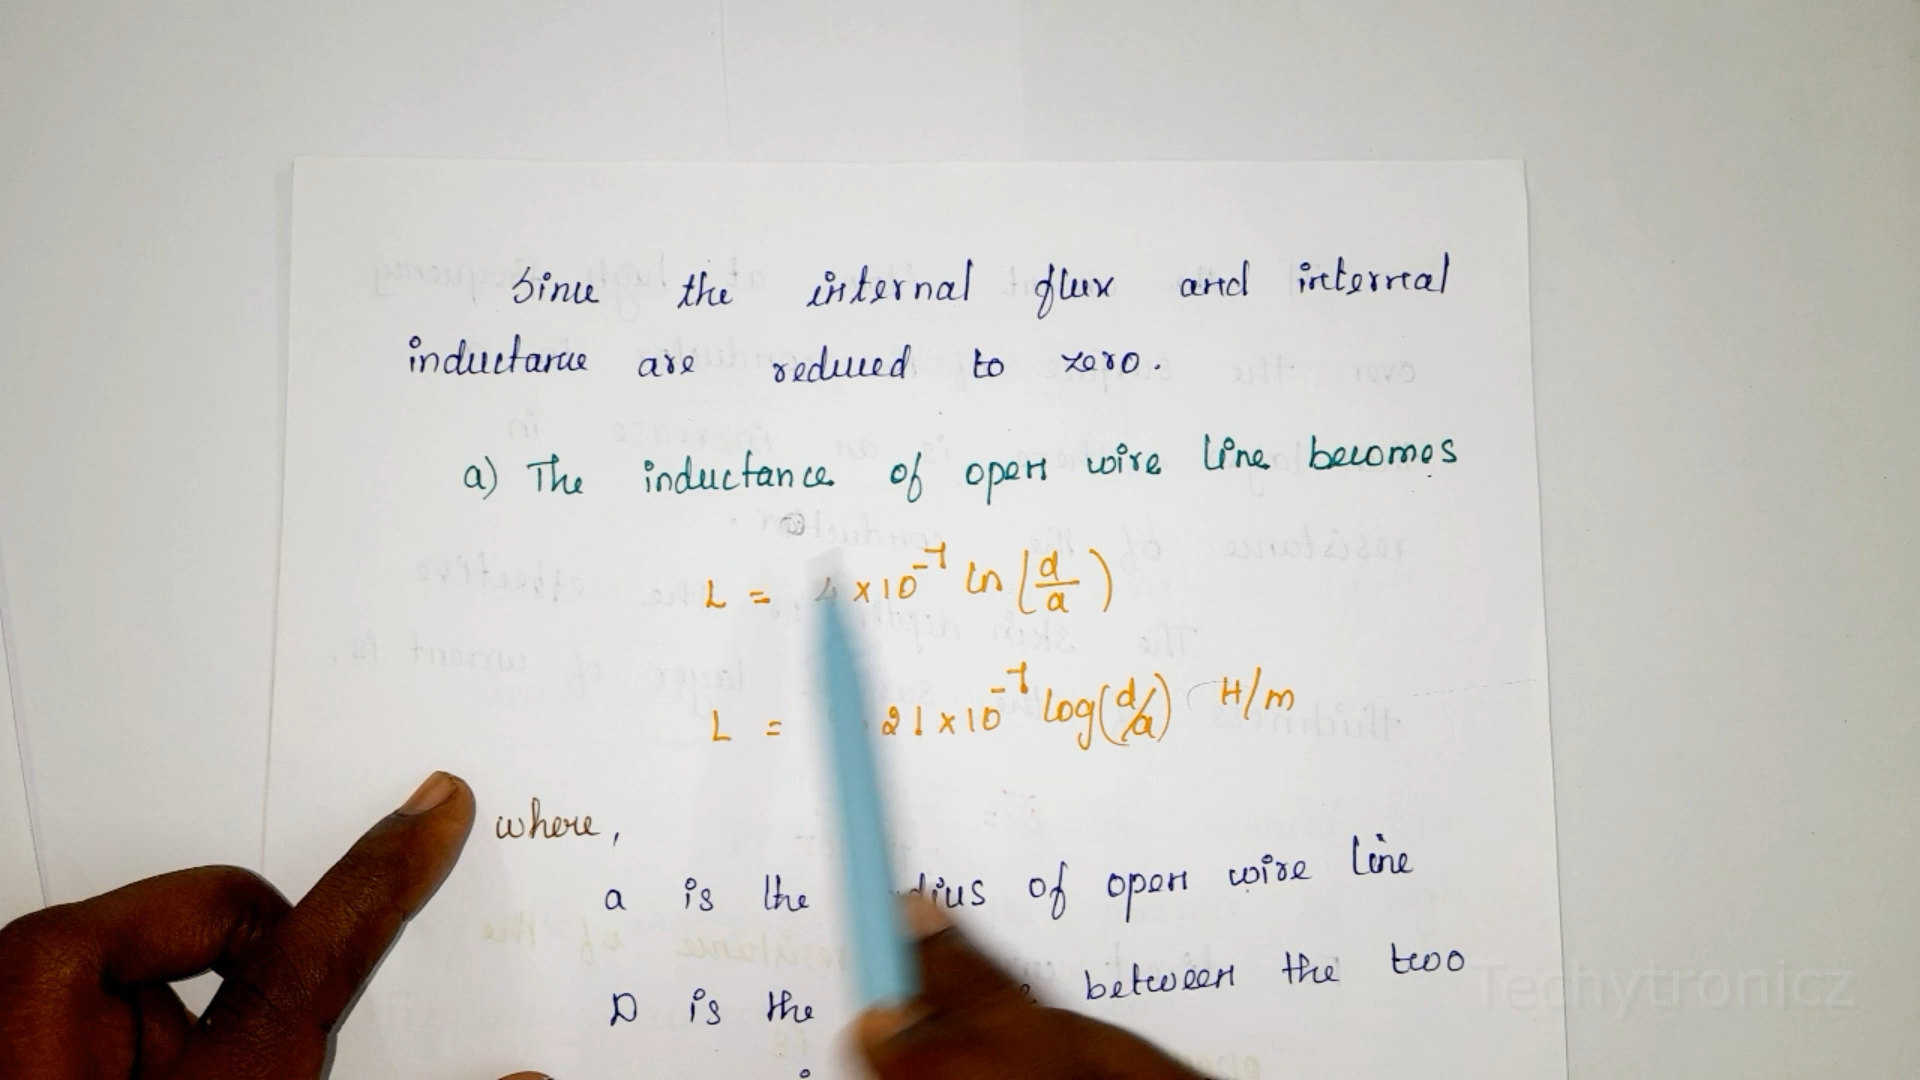 Since the internal flux and internal
inductance are reduced to zero.
a) The inductance of open wire line becomes
L = 4 × 10⁻⁷ ln (d/a)
L = 21 × 10⁻⁷ log (d/a) H/m
where,
a is the of open wire line
D is the between the two
Techytronicz